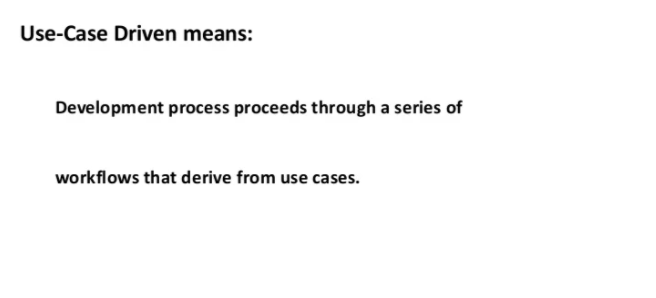 Use-Case Driven means:
Development process proceeds through a series of
workflows that derive from use cases.